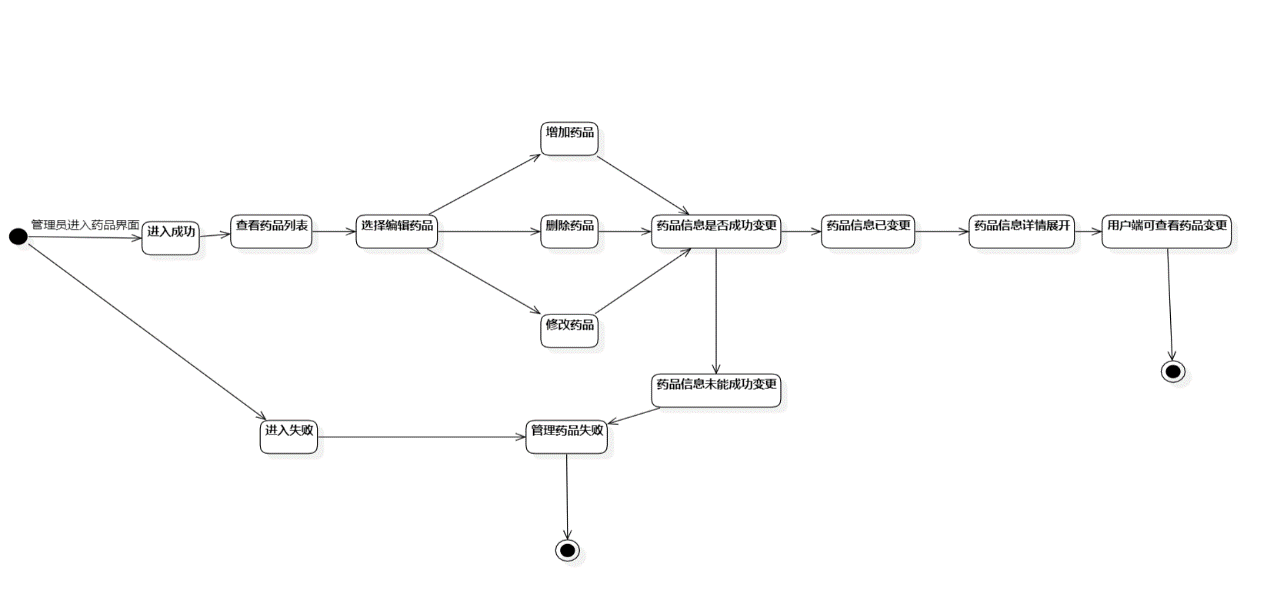 增加药品
管理员进入药品界面
进入成功
查看药品列表
选择编辑药品
删除药品
药品信息是否成功变更
药品信息已变更
药品信息详情展开
用户端可查看药品变更
修改药品
药品信息未能成功变更
进入失败
管理药品失败